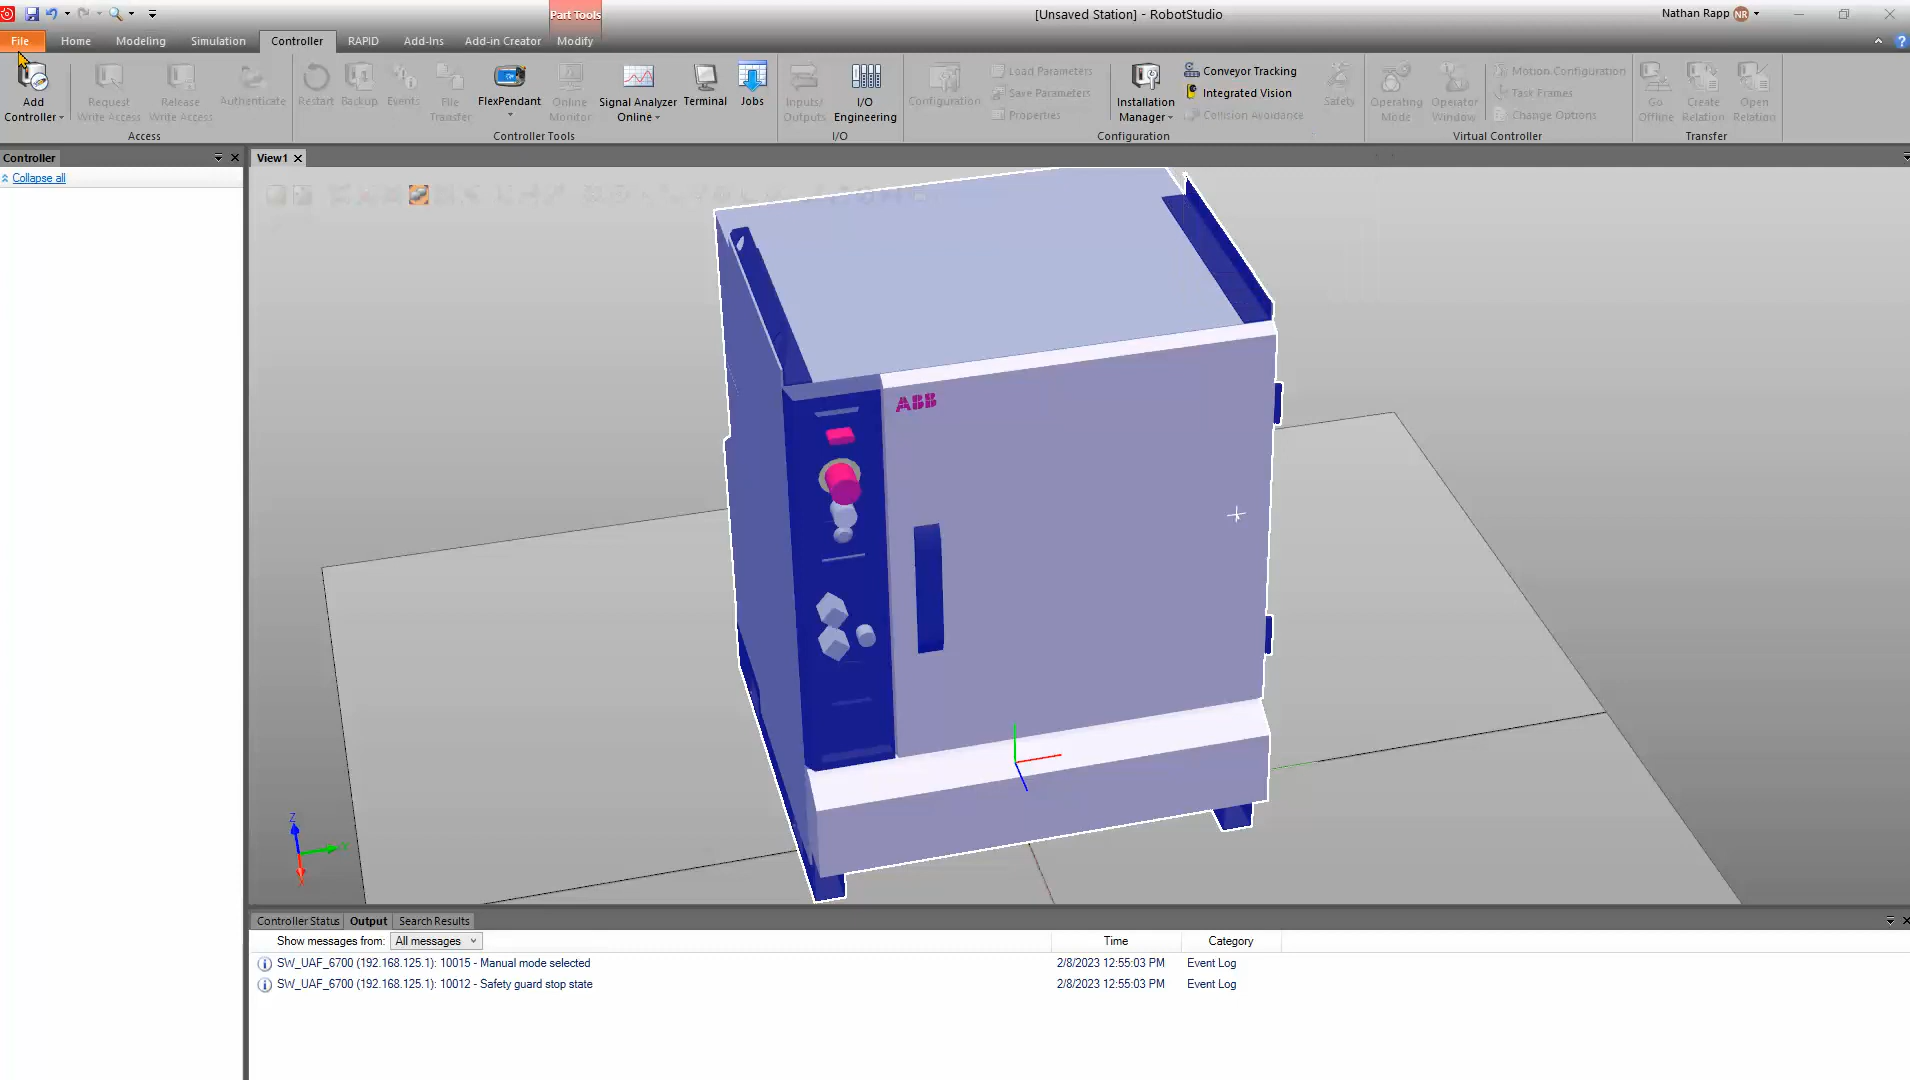 [Unsaved Station] - RobotStudio
Nathan Rapp NR
Part Tools
File Home Modeling Simulation Controller RAPID Add-Ins Add-in Creator Modify
Add Controller
Request Write Access
Release Write Access
Authenticate
Access
Restart
Backup
Events
File Transfer
FlexPendant
Online Monitor
Signal Analyzer Online
Terminal
Jobs
Controller Tools
Inputs/ Outputs
I/O Engineering
I/O
Configuration
Load Parameters
Save Parameters
Properties
Installation Manager
Conveyor Tracking
Integrated Vision
Collision Avoidance
Safety
Configuration
Operating Mode
Operator Window
Motion Configuration
Task Frames
Change Options
Virtual Controller
Go Offline
Create Relation
Open Relation
Transfer
Controller
Collapse all
View1
ABB
Z
Y
X
Controller Status Output Search Results
Show messages from: All messages Time Category
SW_UAF_6700 (192.168.125.1): 10015 - Manual mode selected 2/8/2023 12:55:03 PM Event Log
SW_UAF_6700 (192.168.125.1): 10012 - Safety guard stop state 2/8/2023 12:55:03 PM Event Log